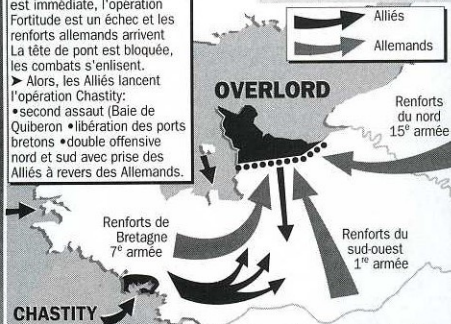 est immédiate, l'opération
Fortitude est un échec et les
renforts allemands arrivent
La tête de pont est bloquée,
les combats s'enlisent.
➤ Alors, les Alliés lancent
l'opération Chastity:
•second assaut (Baie de
Quiberon •libération des ports
bretons •double offensive
nord et sud avec prise des
Alliés à revers des Allemands.
Alliés
Allemands
OVERLORD
Renforts
du nord
15e armée
Renforts de
Bretagne
7e armée
Renforts du
sud-ouest
1re armée
CHASTITY